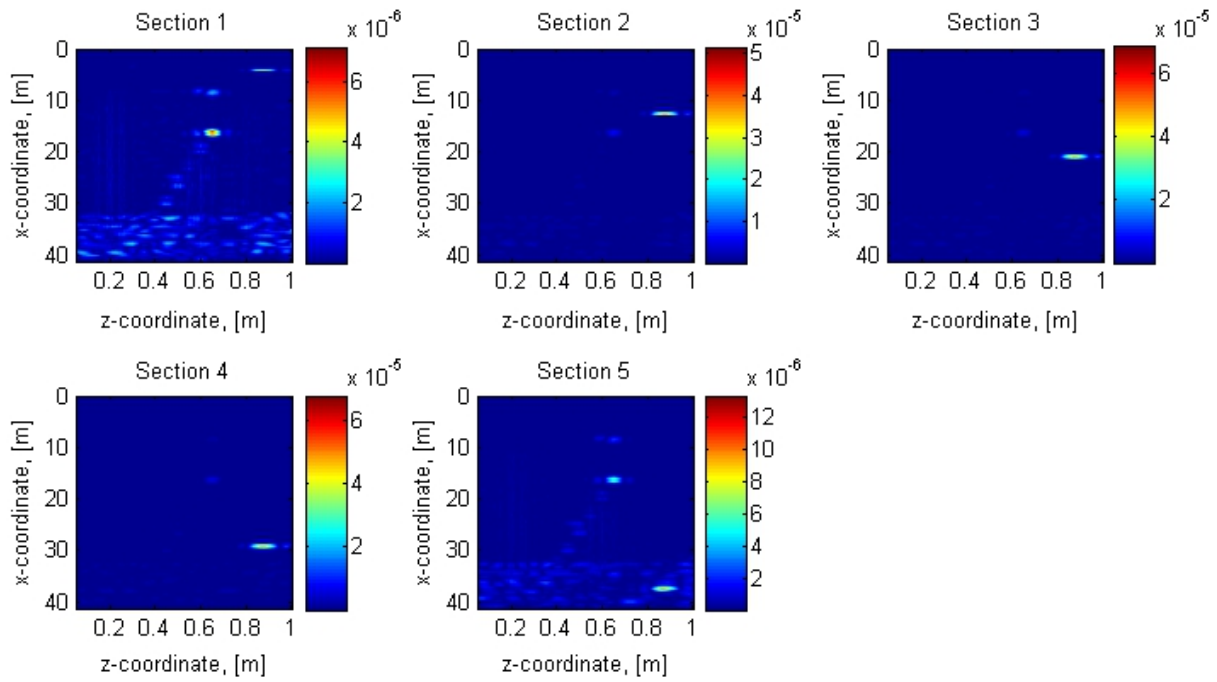 Section 1
x 10^-6
0
10
20
30
40
6
4
2
0.2 0.4 0.6 0.8 1
x-coordinate, [m]
z-coordinate, [m]
Section 2
x 10^-5
0
10
20
30
40
5
4
3
2
1
0.2 0.4 0.6 0.8 1
x-coordinate, [m]
z-coordinate, [m]
Section 3
x 10^-5
0
10
20
30
40
6
4
2
0.2 0.4 0.6 0.8 1
x-coordinate, [m]
z-coordinate, [m]
Section 4
x 10^-5
0
10
20
30
40
6
4
2
0.2 0.4 0.6 0.8 1
x-coordinate, [m]
z-coordinate, [m]
Section 5
x 10^-6
0
10
20
30
40
12
10
8
6
4
2
0.2 0.4 0.6 0.8 1
x-coordinate, [m]
z-coordinate, [m]